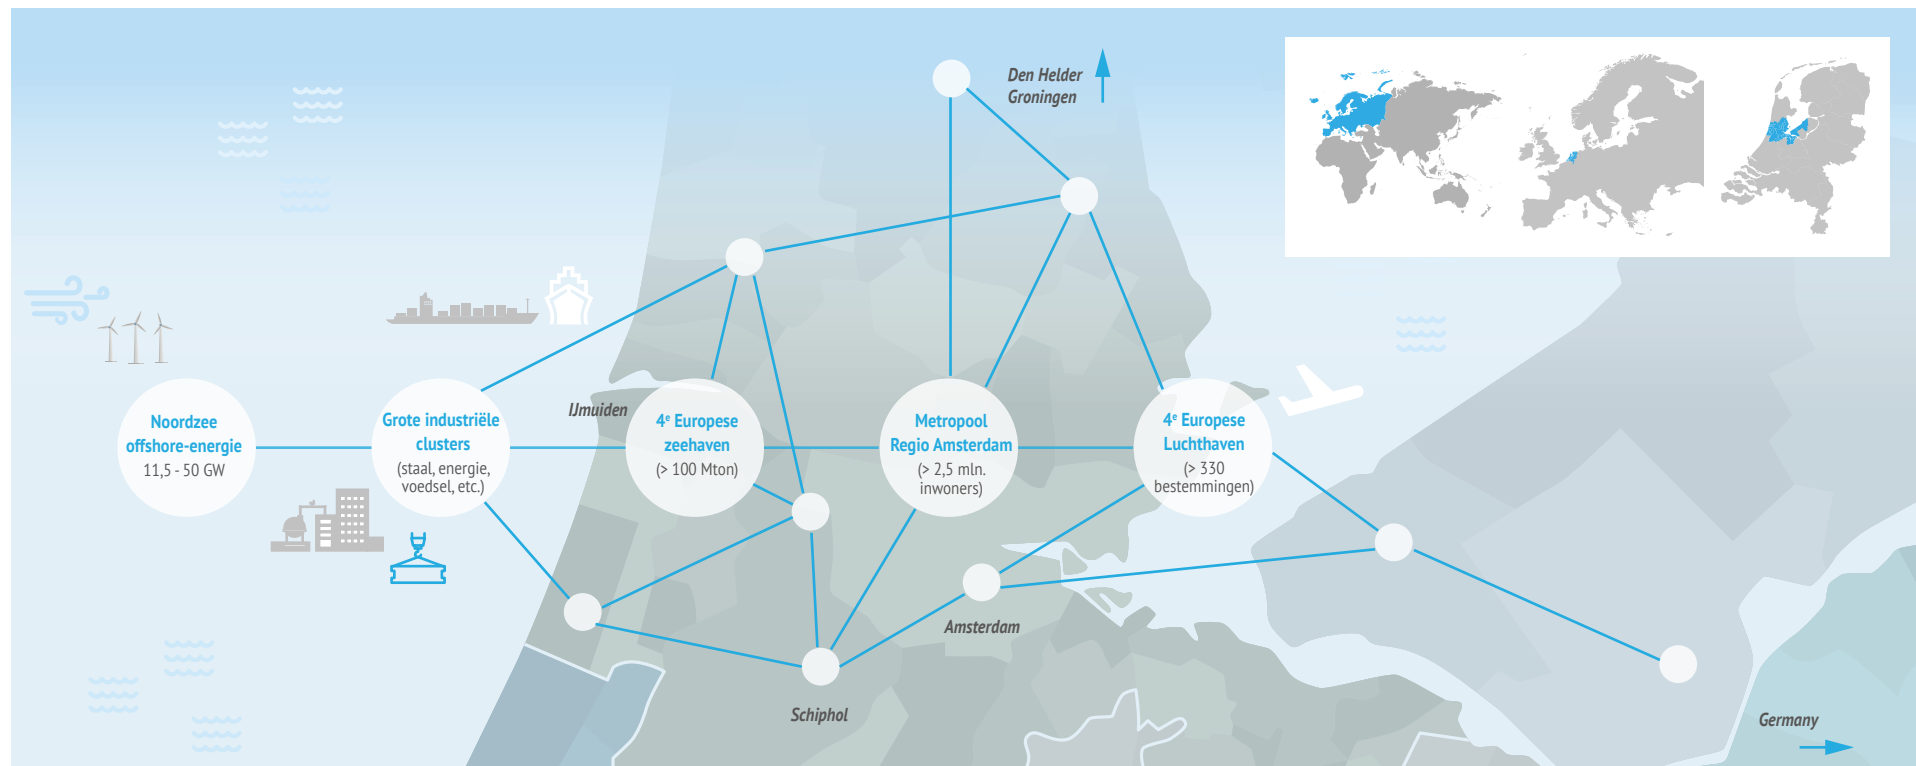 Den Helder
Groningen
IJmuiden
Noordzee
offshore-energie
11,5 - 50 GW
Grote industriële
clusters
(staal, energie,
voedsel, etc.)
4e Europese
zeehaven
(> 100 Mton)
Metropool
Regio Amsterdam
(> 2,5 mln.
inwoners)
4e Europese
Luchthaven
(> 330
bestemmingen)
Amsterdam
Schiphol
Germany